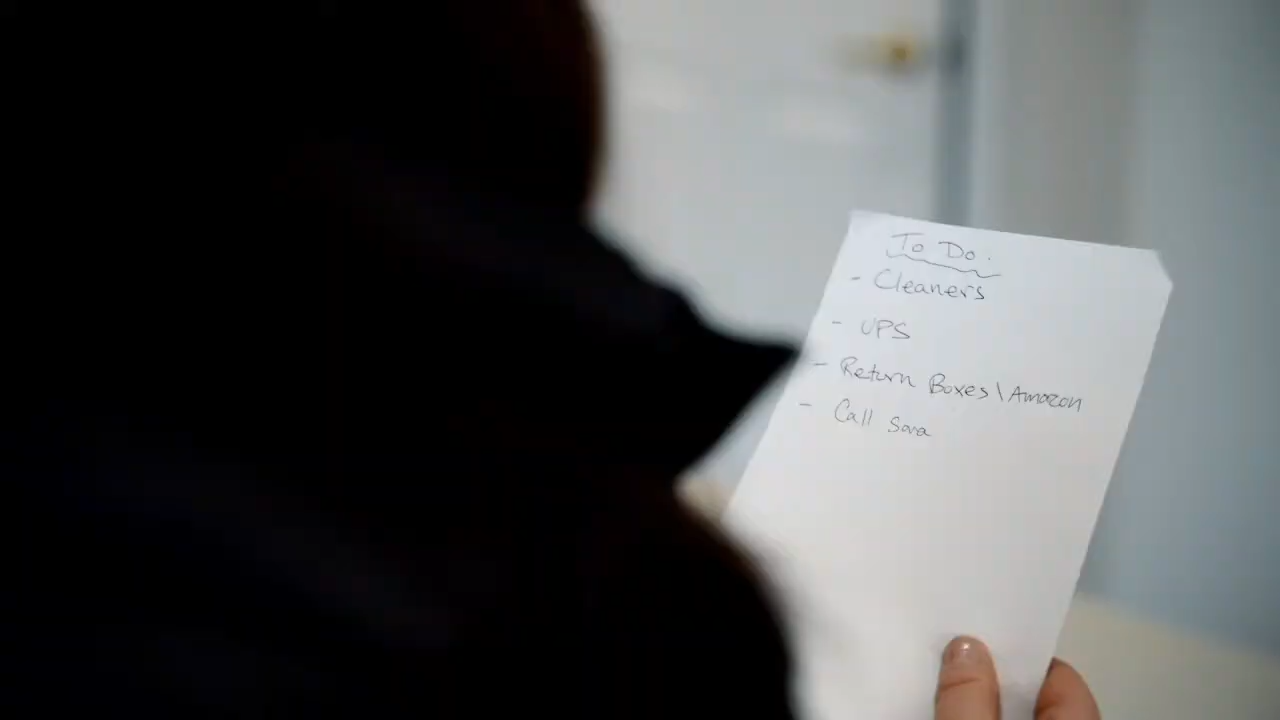 To Do.
- Cleaners
- UPS
- Return Boxes\Amazon
- Call Sara